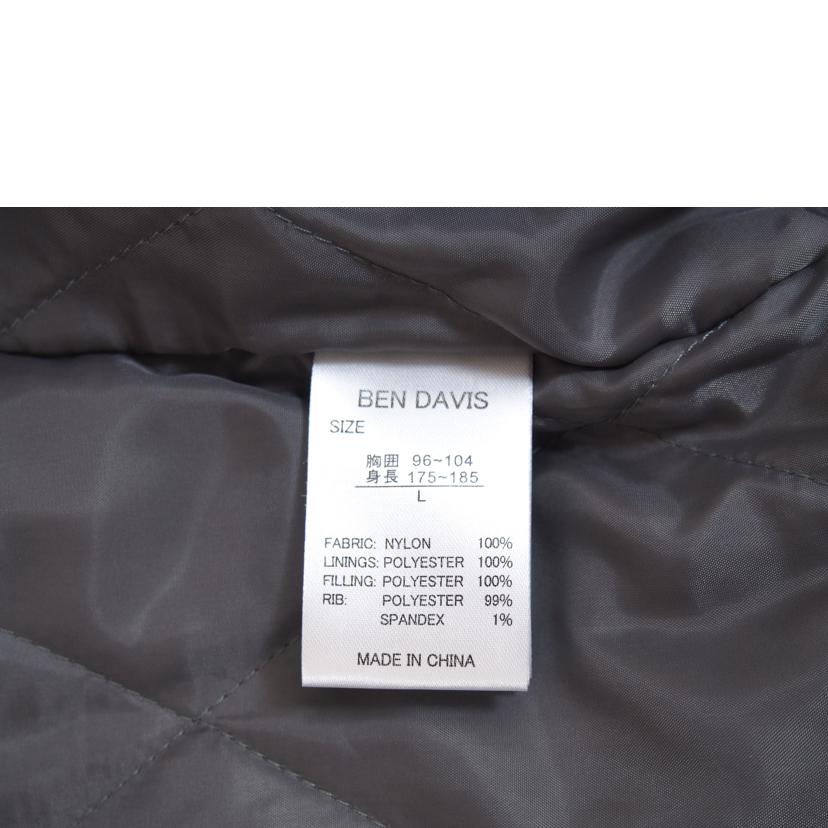 BEN DAVIS
SIZE
胸囲 96~104
身長 175~185
L
FABRIC: NYLON 100%
LININGS: POLYESTER 100%
FILLING: POLYESTER 100%
RIB: POLYESTER 99%
SPANDEX 1%
MADE IN CHINA